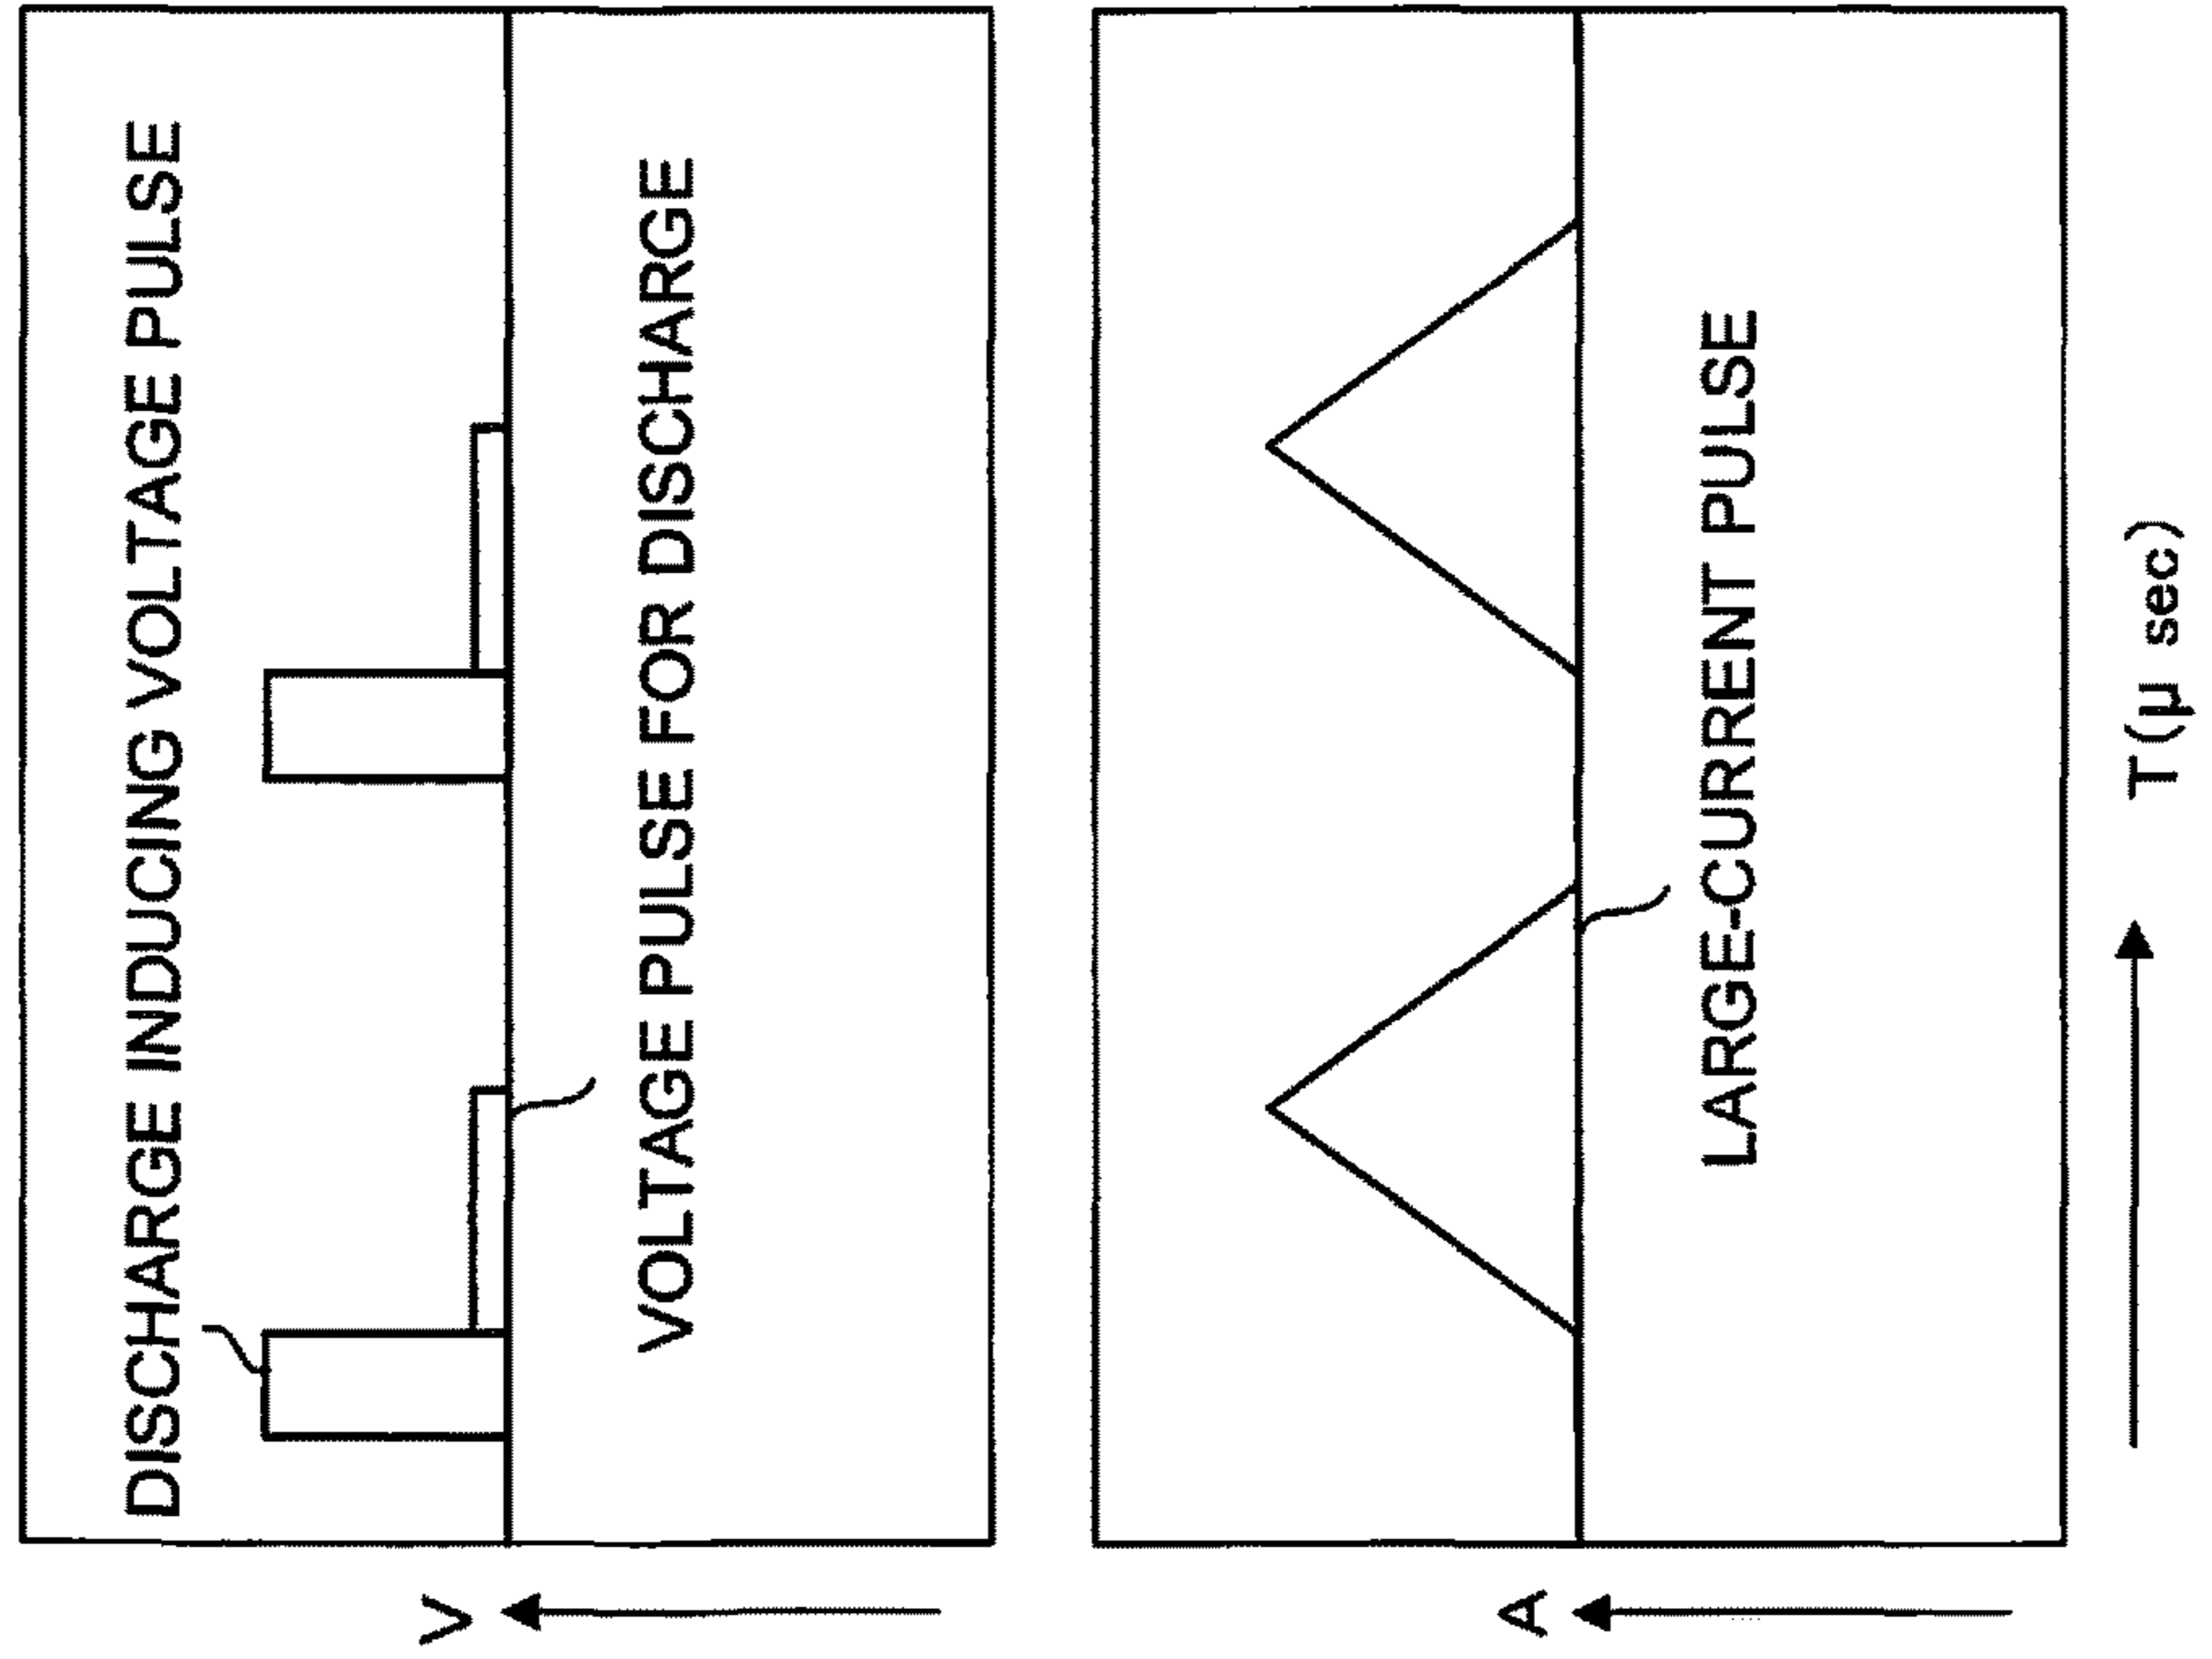 DISCHARGE INDUCING VOLTAGE PULSE
V
VOLTAGE PULSE FOR DISCHARGE
A
LARGE-CURRENT PULSE
T(μ sec)